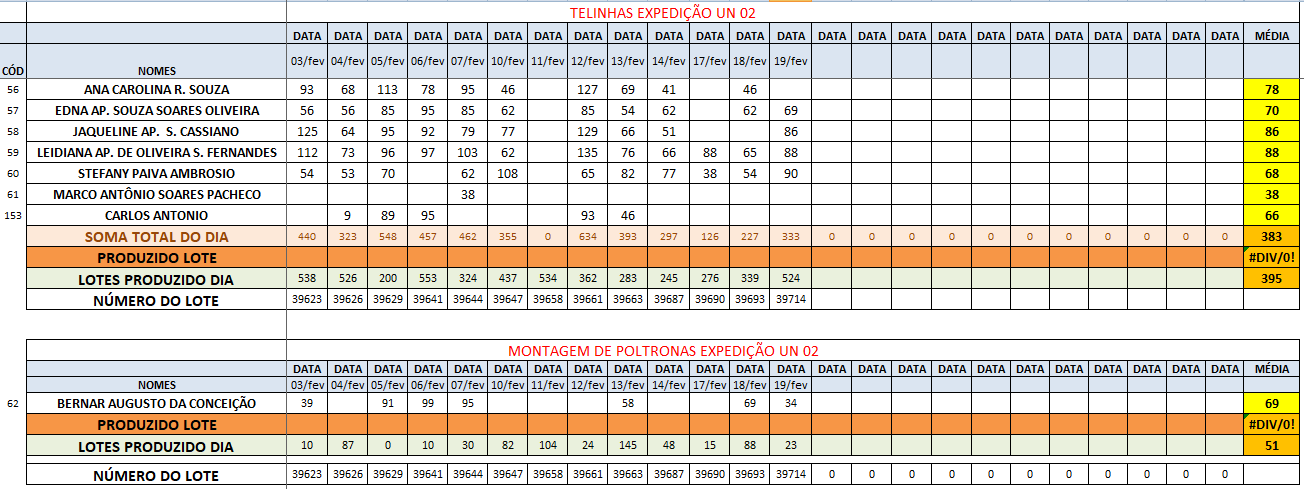 TELINHAS EXPEDIÇÃO UN 02
DATA DATA DATA DATA DATA DATA DATA DATA DATA DATA DATA DATA DATA DATA DATA DATA DATA DATA DATA DATA DATA DATA DATA DATA MÉDIA
CÓD NOMES 03/fev 04/fev 05/fev 06/fev 07/fev 10/fev 11/fev 12/fev 13/fev 14/fev 17/fev 18/fev 19/fev
56 ANA CAROLINA R. SOUZA 93 68 113 78 95 46 127 69 41 46 78
57 EDNA AP. SOUZA SOARES OLIVEIRA 56 56 85 95 85 62 85 54 62 62 69 70
58 JAQUELINE AP. S. CASSIANO 125 64 95 92 79 77 129 66 51 86 86
59 LEIDIANA AP. DE OLIVEIRA S. FERNANDES 112 73 96 97 103 62 135 76 66 88 65 88 88
60 STEFANY PAIVA AMBROSIO 54 53 70 62 108 65 82 77 38 54 90 68
61 MARCO ANTÔNIO SOARES PACHECO 38 38
153 CARLOS ANTONIO 9 89 95 93 46 66
SOMA TOTAL DO DIA 440 323 548 457 462 355 0 634 393 297 126 227 333 0 0 0 0 0 0 0 0 0 0 0 383
PRODUZIDO LOTE #DIV/0!
LOTES PRODUZIDO DIA 538 526 200 553 324 437 534 362 283 245 276 339 524 395
NÚMERO DO LOTE 39623 39626 39629 39641 39644 39647 39658 39661 39663 39687 39690 39693 39714
MONTAGEM DE POLTRONAS EXPEDIÇÃO UN 02
DATA DATA DATA DATA DATA DATA DATA DATA DATA DATA DATA DATA DATA DATA DATA DATA DATA DATA DATA DATA DATA DATA DATA DATA MÉDIA
NOMES 03/fev 04/fev 05/fev 06/fev 07/fev 10/fev 11/fev 12/fev 13/fev 14/fev 17/fev 18/fev 19/fev
62 BERNAR AUGUSTO DA CONCEIÇÃO 39 91 99 95 58 69 34 69
PRODUZIDO LOTE #DIV/0!
LOTES PRODUZIDO DIA 10 87 0 10 30 82 104 24 145 48 15 88 23 51
NÚMERO DO LOTE 39623 39626 39629 39641 39644 39647 39658 39661 39663 39687 39690 39693 39714 0 0 0 0 0 0 0 0 0 0 0